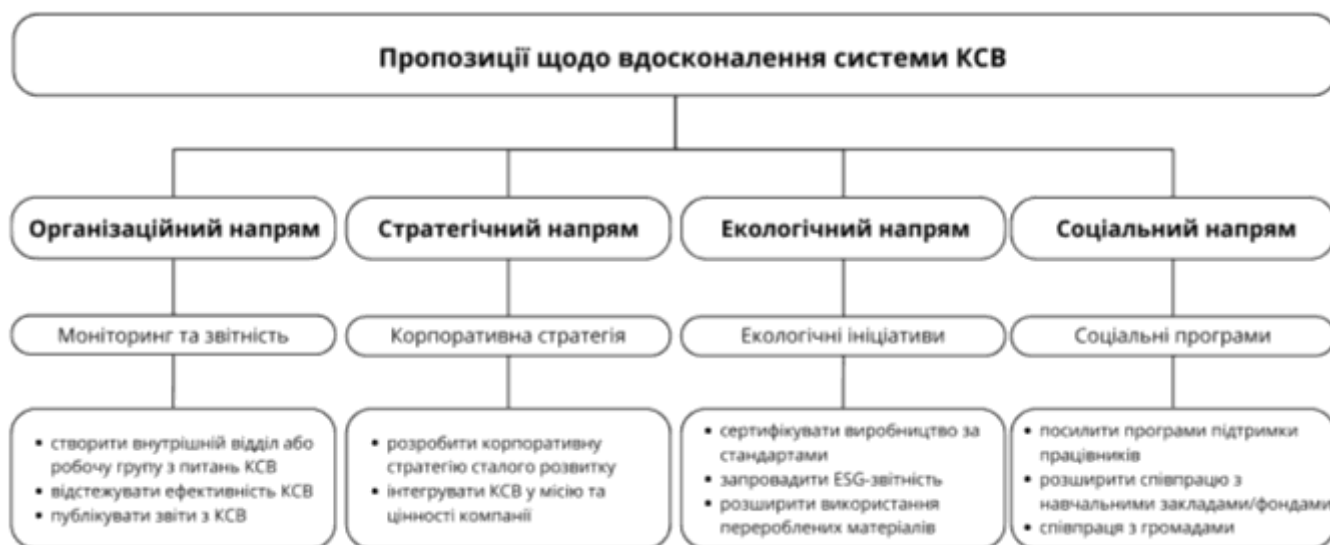 Пропозиції щодо вдосконалення системи КСВ
Організаційний напрям
Стратегічний напрям
Екологічний напрям
Соціальний напрям
Моніторинг та звітність
Корпоративна стратегія
Екологічні ініціативи
Соціальні програми
▪ створити внутрішній відділ або
робочу групу з питань КСВ
▪ відстежувати ефективність КСВ
▪ публікувати звіти з КСВ
▪ розробити корпоративну
стратегію сталого розвитку
▪ інтегрувати КСВ у місію та
цінності компанії
▪ сертифікувати виробництво за
стандартами
▪ запровадити ESG-звітність
▪ розширити використання
перероблених матеріалів
▪ посилити програми підтримки
працівників
▪ розширити співпрацю з
навчальними закладами/фондами
▪ співпраця з громадами